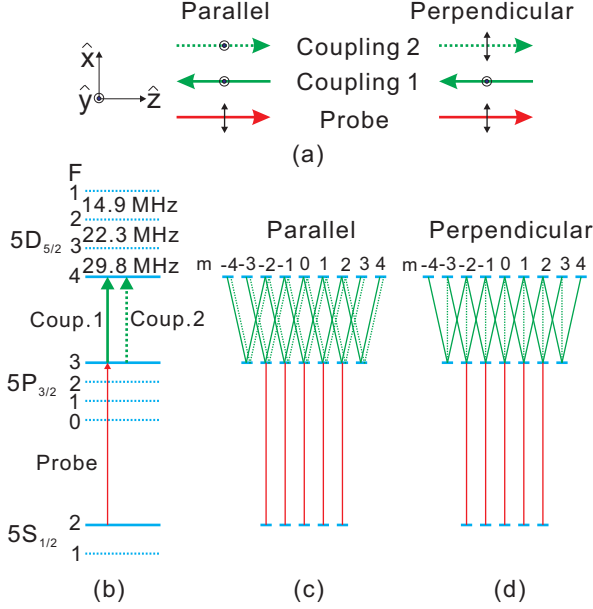 Parallel
Perpendicular
x̂
ŷ
ẑ
Coupling 2
Coupling 1
Probe
(a)
F
1
14.9 MHz
2
5D5/2
22.3 MHz
3
29.8 MHz
4
Coup.1
Coup.2
3
5P3/2
2
1
0
Probe
2
5S1/2
1
(b)
Parallel
m -4 -3 -2 -1 0 1 2 3 4
(c)
Perpendicular
m -4 -3 -2 -1 0 1 2 3 4
(d)